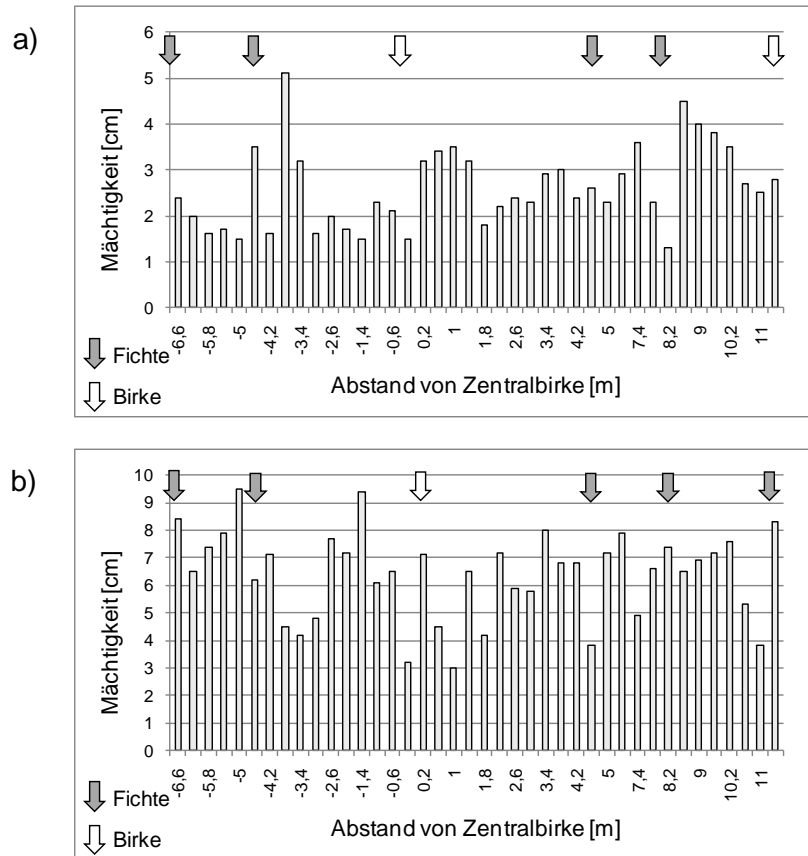 a)
6
5
4
3
2
1
0
Mächtigkeit [cm]
-6,6 -5,8 -5 -4,2 -3,4 -2,6 -1,4 -0,6 0,2 1 1,8 2,6 3,4 4,2 5 7,4 8,2 9 10,2 11
Fichte
Birke
Abstand von Zentralbirke [m]
b)
10
9
8
7
6
5
4
3
2
1
0
Mächtigkeit [cm]
-6,6 -5,8 -5 -4,2 -3,4 -2,6 -1,4 -0,6 0,2 1 1,8 2,6 3,4 4,2 5 7,4 8,2 9 10,2 11
Fichte
Birke
Abstand von Zentralbirke [m]